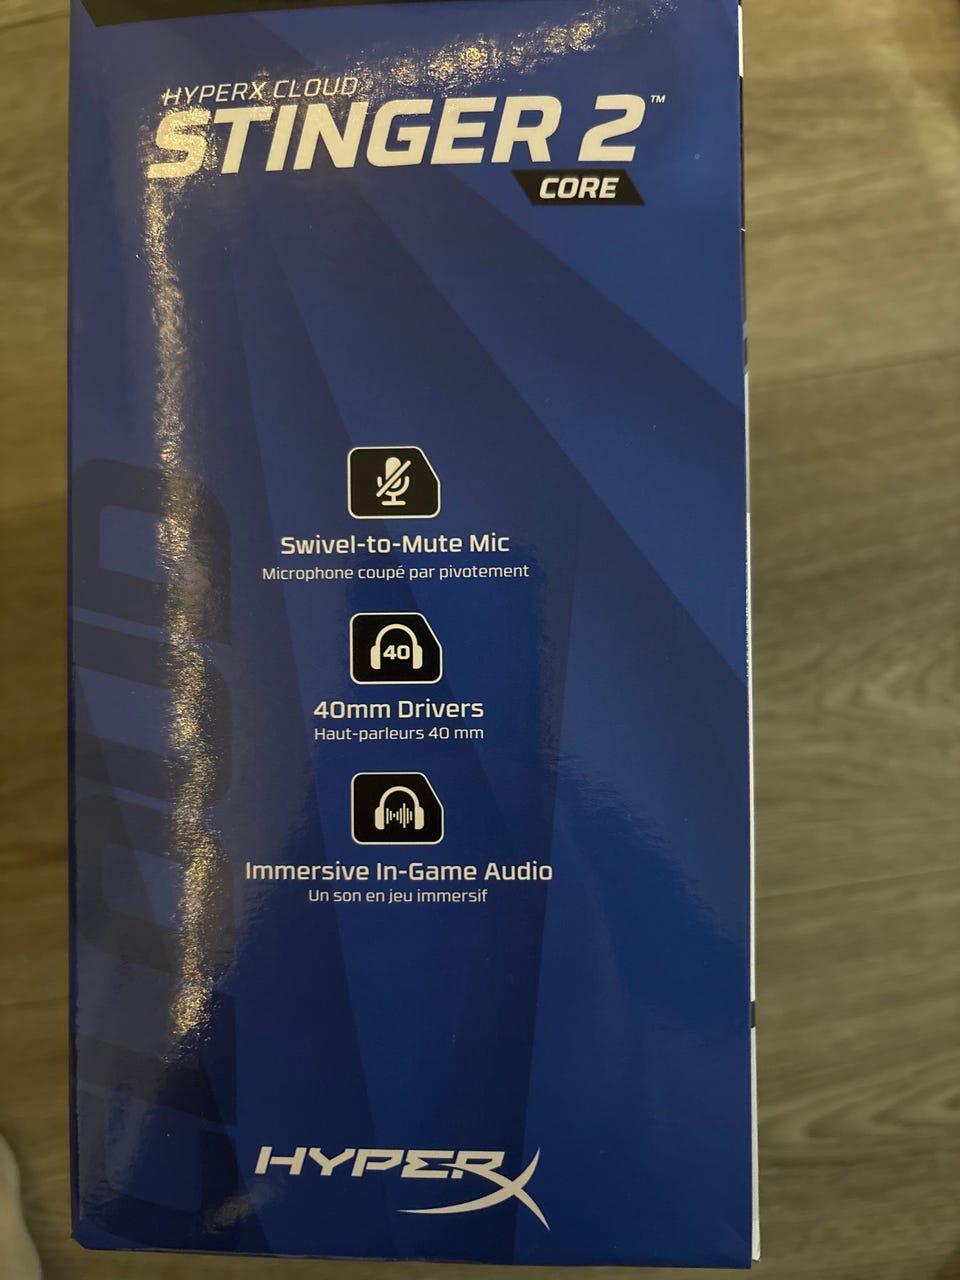 HYPERX CLOUD
STINGER 2™
CORE
Swivel-to-Mute Mic
Microphone coupé par pivotement
40
40mm Drivers
Haut-parleurs 40 mm
Immersive In-Game Audio
Un son en jeu immersif
CLOUD
HYPERX